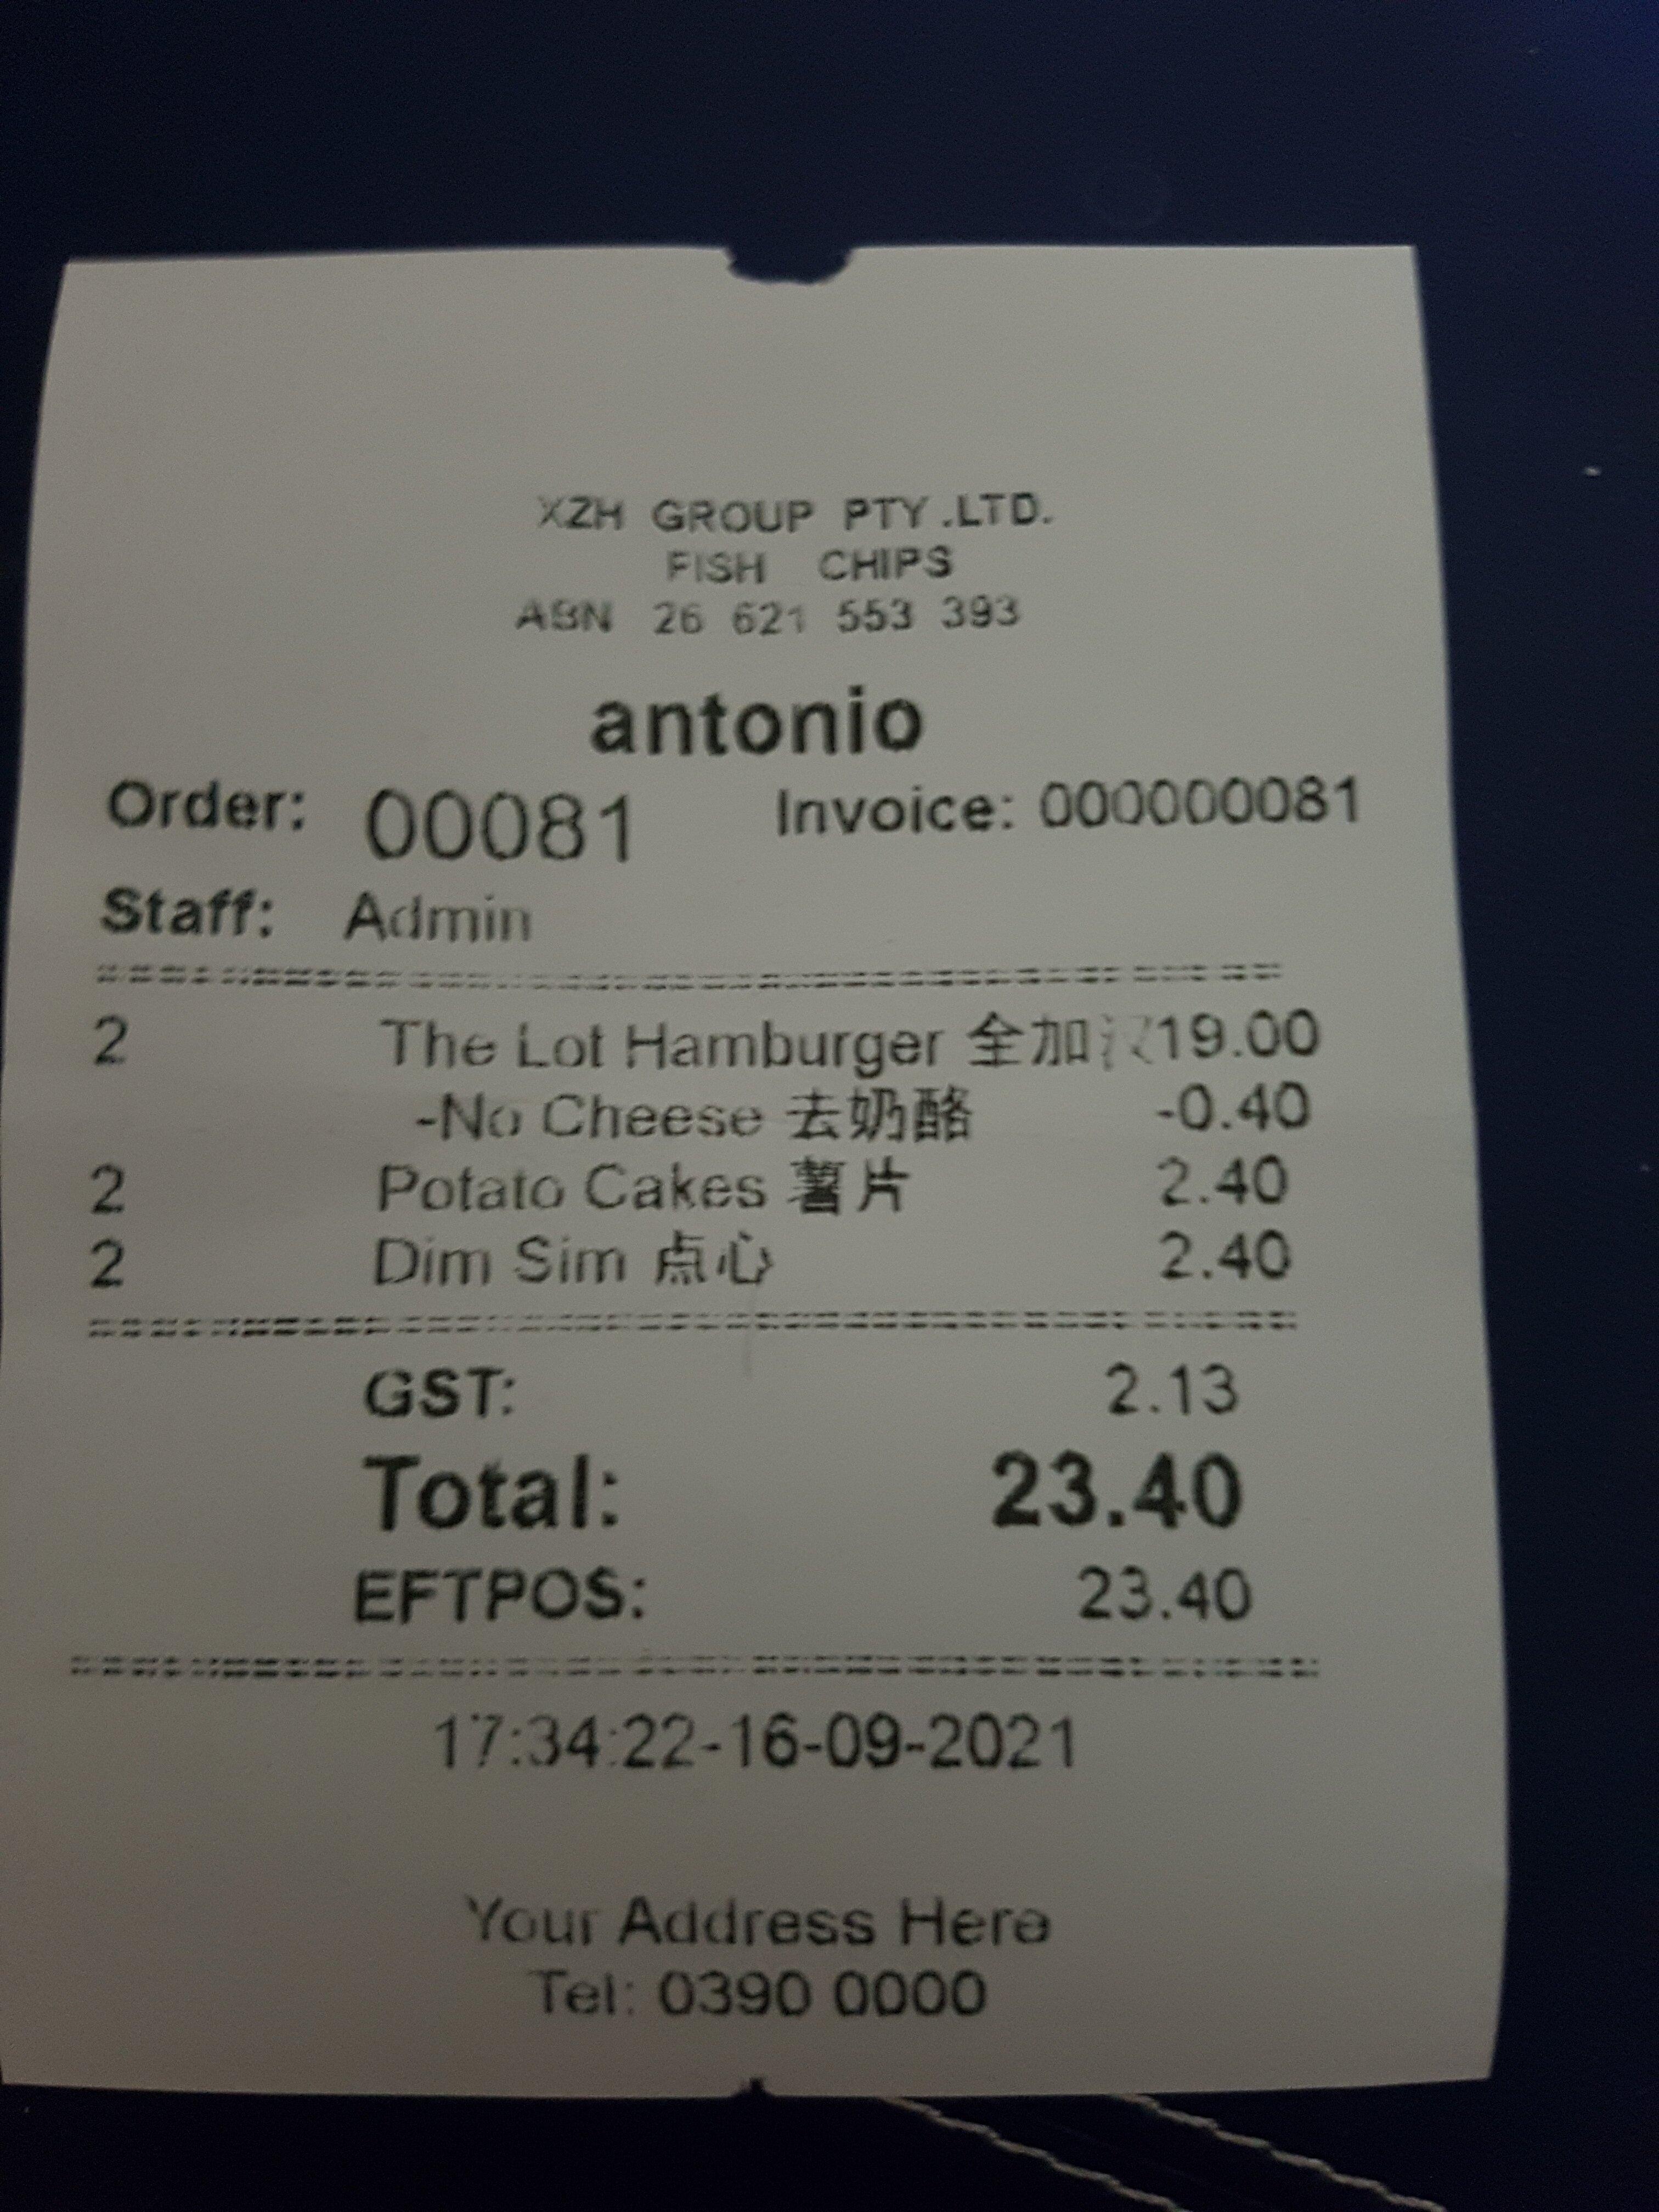 XZH GROUP PTY .LTD.
FISH CHIPS
ABN 26 621 553 393
antonio
Order: 00081 Invoice: 000000081
Staff: Admin
2 The Lot Hamburger 全加 19.00
-No Cheese 去奶酪 -0.40
2 Potato Cakes 薯片 2.40
2 Dim Sim 点心 2.40
GST: 2.13
Total: 23.40
EFTPOS: 23.40
17:34:22-16-09-2021
Your Address Here
Tel: 0390 0000